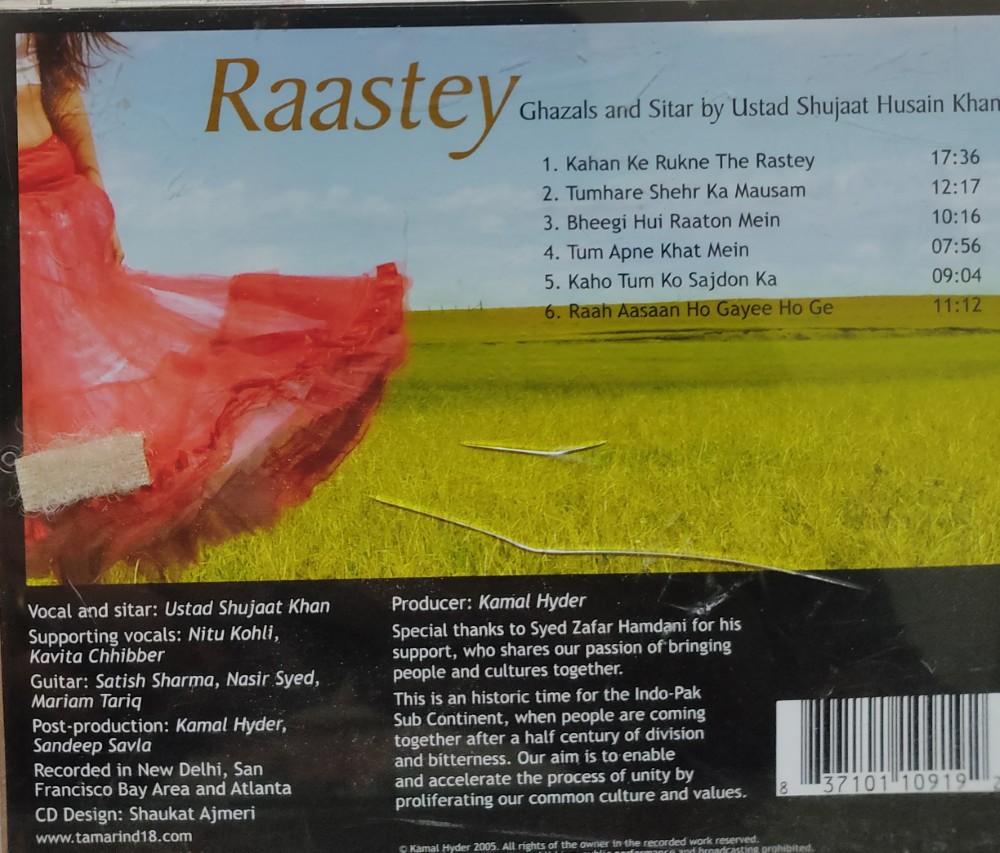 Raastey
Ghazals and Sitar by Ustad Shujaat Husain Khan
1. Kahan Ke Rukne The Rastey 17:36
2. Tumhare Shehr Ka Mausam 12:17
3. Bheegi Hui Raaton Mein 10:16
4. Tum Apne Khat Mein 07:56
5. Kaho Tum Ko Sajdon Ka 09:04
6. Raah Aasaan Ho Gayee Ho Ge 11:12
Vocal and sitar: Ustad Shujaat Khan
Supporting vocals: Nitu Kohli,
Kavita Chhibber
Guitar: Satish Sharma, Nasir Syed,
Mariam Tariq
Post-production: Kamal Hyder,
Sandeep Savla
Recorded in New Delhi, San
Francisco Bay Area and Atlanta
CD Design: Shaukat Ajmeri
www.tamarind18.com
Producer: Kamal Hyder
Special thanks to Syed Zafar Hamdani for his
support, who shares our passion of bringing
people and cultures together.
This is an historic time for the Indo-Pak
Sub Continent, when people are coming
together after a half century of division
and bitterness. Our aim is to enable
and accelerate the process of unity by
proliferating our common culture and values.
8 37101 10919
© Kamal Hyder 2005. All rights of the owner in the recorded work reserved.
public performance and broadcasting prohibited.